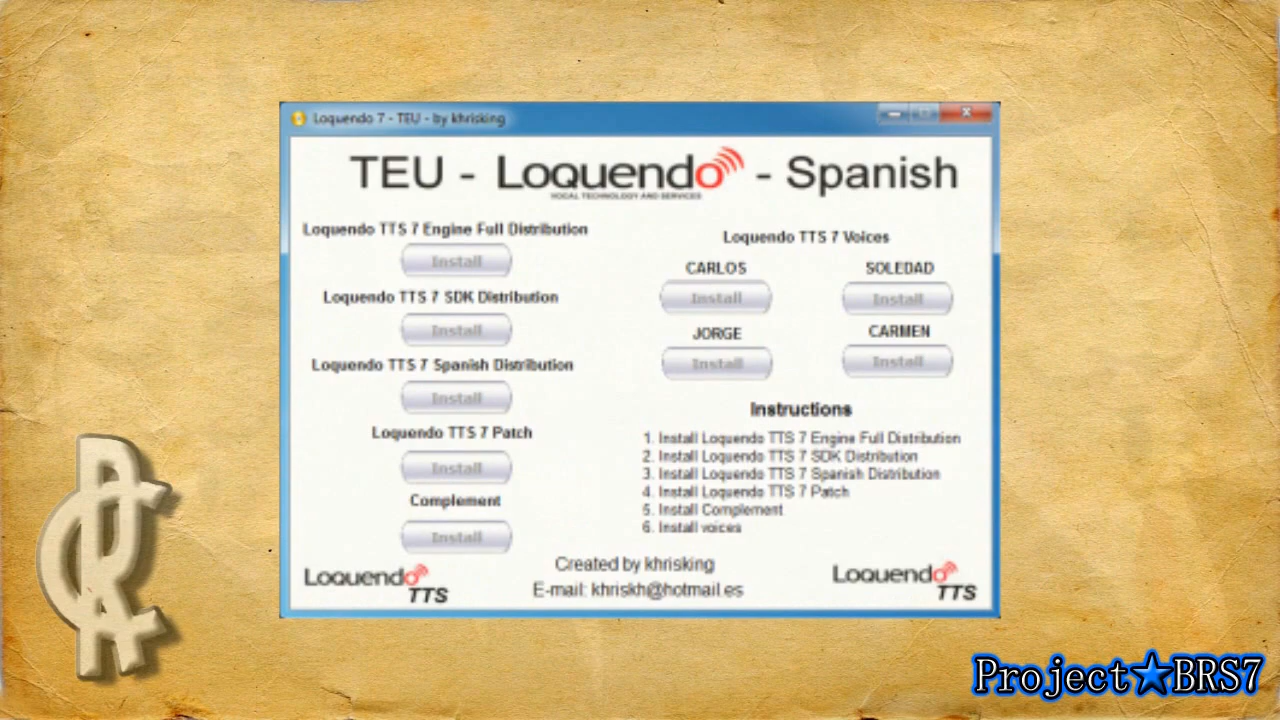 Loquendo 7 - TEU - by khrisking
TEU - Loquendo - Spanish
VOCAL TECHNOLOGY AND SERVICES
Loquendo TTS 7 Engine Full Distribution
Install
Loquendo TTS 7 SDK Distribution
Install
Loquendo TTS 7 Spanish Distribution
Install
Loquendo TTS 7 Patch
Install
Complement
Install
Loquendo TTS 7 Voices
CARLOS SOLEDAD
Install Install
JORGE CARMEN
Install Install
Instructions
1. Install Loquendo TTS 7 Engine Full Distribution
2. Install Loquendo TTS 7 SDK Distribution
3. Install Loquendo TTS 7 Spanish Distribution
4. Install Loquendo TTS 7 Patch
5. Install Complement
6. Install voices
Created by khrisking
E-mail: khriskh@hotmail.es
Loquendo TTS
Loquendo TTS
Project★BRS7